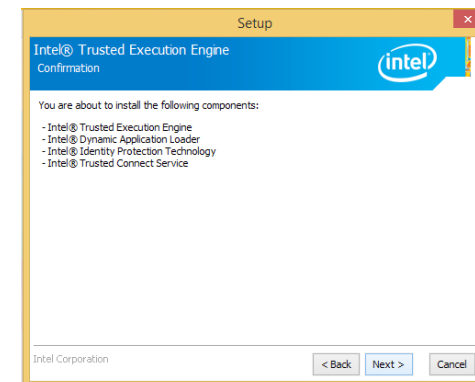 Setup
Intel® Trusted Execution Engine
Confirmation
intel
You are about to install the following components:
- Intel® Trusted Execution Engine
- Intel® Dynamic Application Loader
- Intel® Identity Protection Technology
- Intel® Trusted Connect Service
Intel Corporation
< Back Next > Cancel